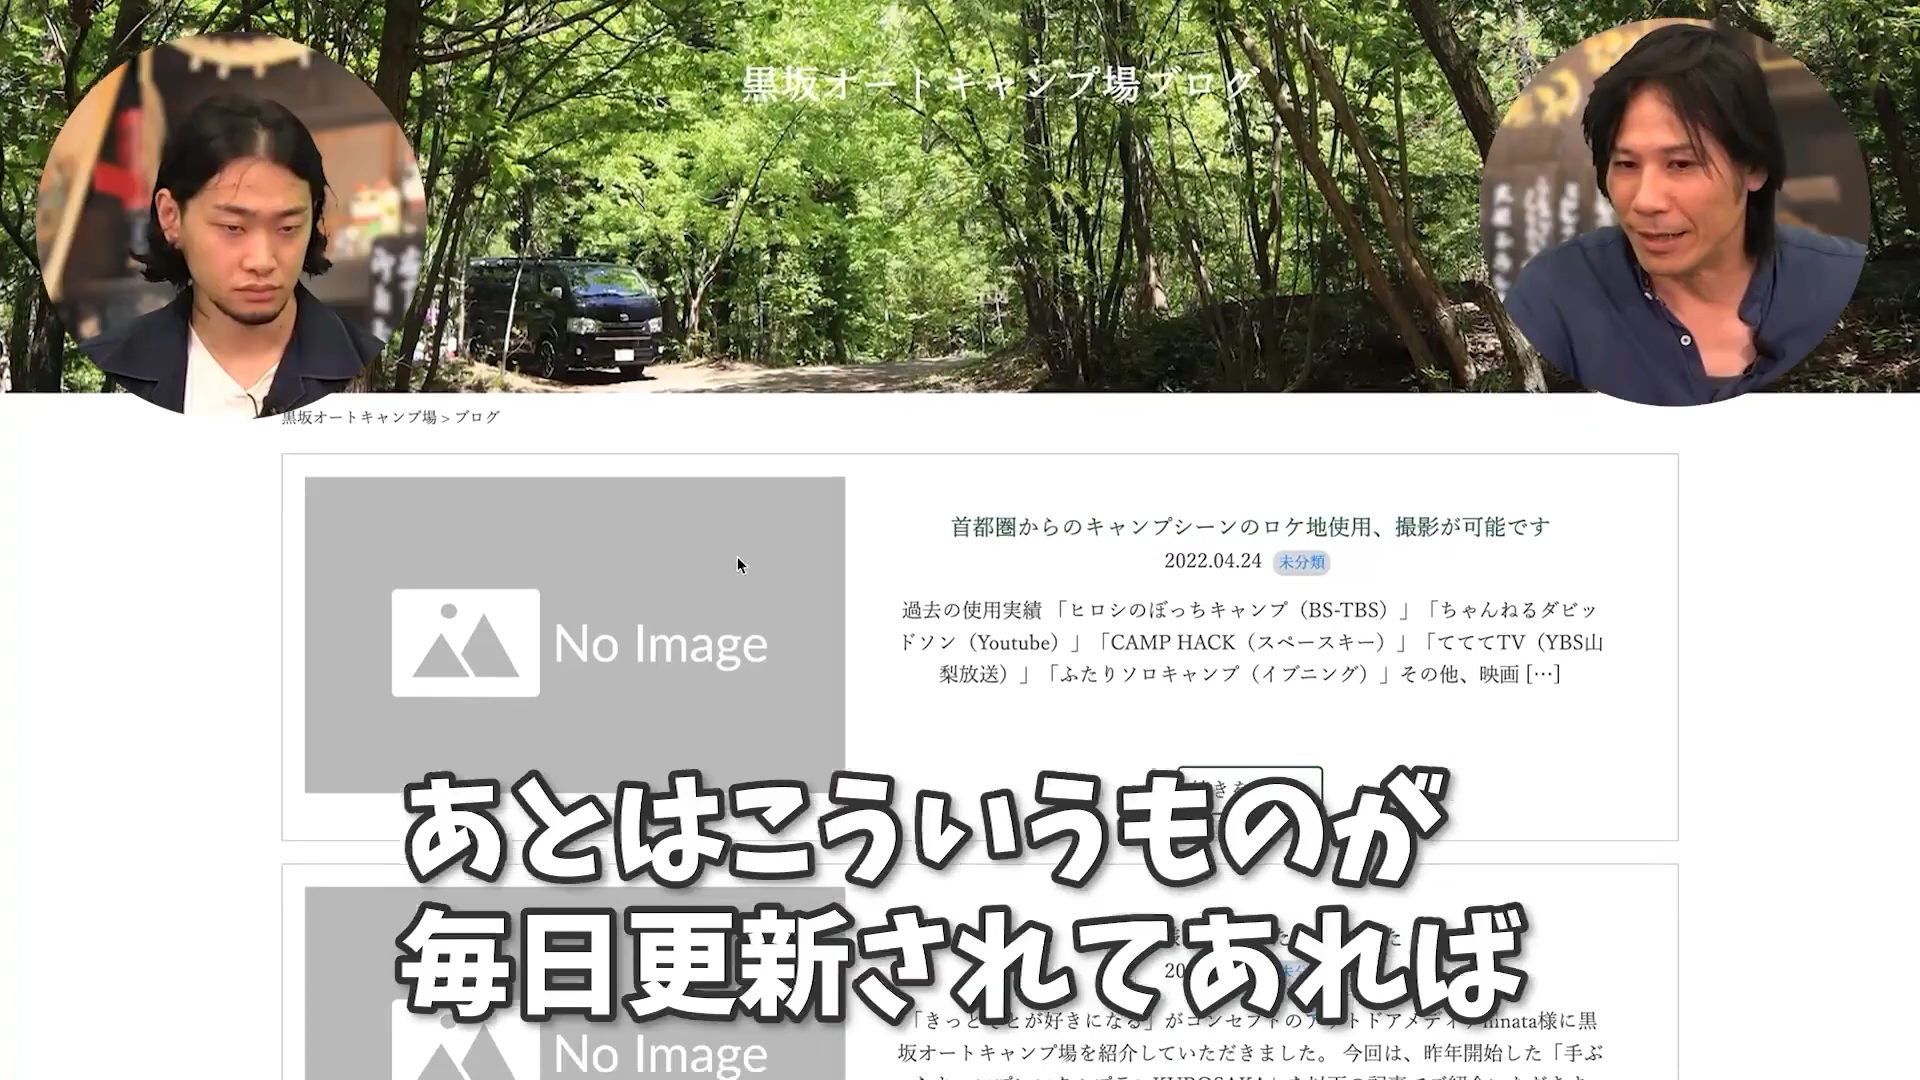 黒坂オートキャンプ場ブログ
黒坂オートキャンプ場 > ブログ
No Image
首都圏からのキャンプシーンのロケ地使用、撮影が可能です
2022.04.24 未分類
過去の使用実績 「ヒロシのぼっちキャンプ（BS-TBS）」「ちゃんねるダビッ
ドソン（Youtube）」「CAMP HACK（スペースキー）」「てててTV（YBS山
梨放送）」「ふたりソロキャンプ（イブニング）」その他、映画 […]
あとはこういうものが
毎日更新されてあれば
No Image
坂オートキャンプ場を紹介していただきました。 今回は、昨年開始した「手ぶ